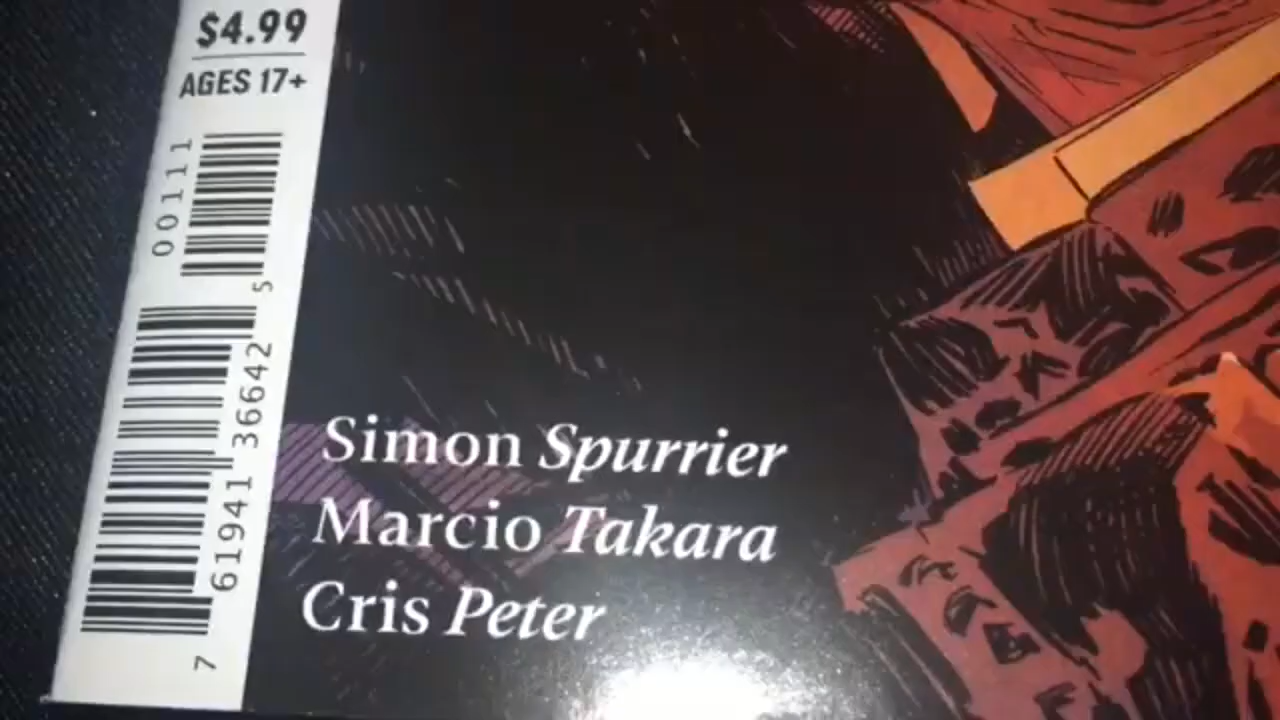 $4.99
AGES 17+
00111
7 61941 36642 5
Simon Spurrier
Marcio Takara
Cris Peter